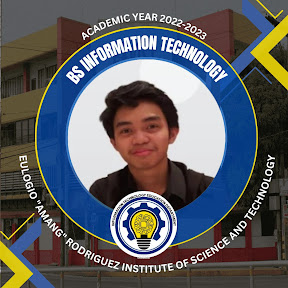 ACADEMIC YEAR 2022-2023
BS INFORMATION TECHNOLOGY
EULOGIO "AMANG" RODRIGUEZ INSTITUTE OF SCIENCE AND TECHNOLOGY